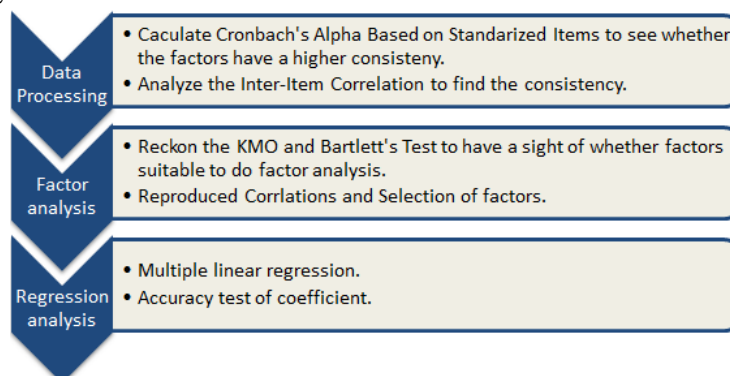 Data
Processing
• Caculate Cronbach's Alpha Based on Standarized Items to see whether
the factors have a higher consisteny.
• Analyze the Inter-Item Correlation to find the consistency.
Factor
analysis
• Reckon the KMO and Bartlett's Test to have a sight of whether factors
suitable to do factor analysis.
• Reproduced Corrlations and Selection of factors.
Regression
analysis
• Multiple linear regression.
• Accuracy test of coefficient.